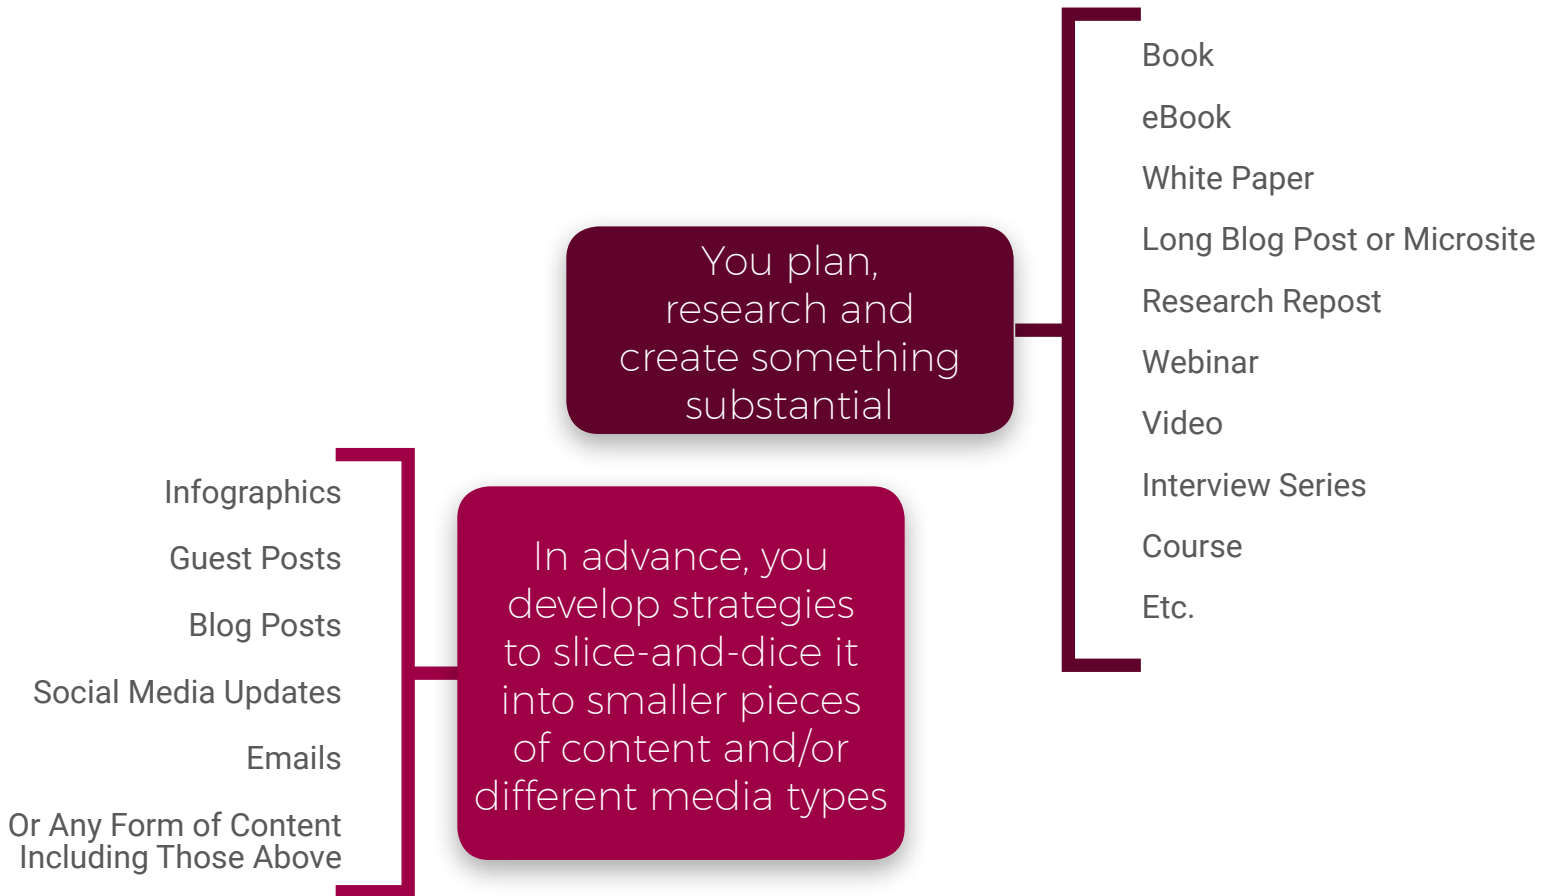 You plan,
research and
create something
substantial
Book
eBook
White Paper
Long Blog Post or Microsite
Research Repost
Webinar
Video
Interview Series
Course
Etc.
In advance, you
develop strategies
to slice-and-dice it
into smaller pieces
of content and/or
different media types
Infographics
Guest Posts
Blog Posts
Social Media Updates
Emails
Or Any Form of Content
Including Those Above